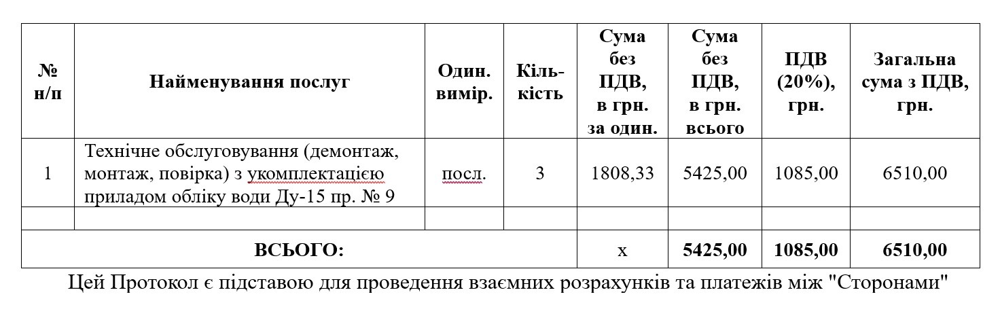 №
н/п
Найменування послуг
Один.
вимір.
Кіль-
кість
Сума
без
ПДВ,
в грн.
за один.
Сума
без
ПДВ,
в грн.
всього
ПДВ
(20%),
грн.
Загальна
сума з ПДВ,
грн.
1
Технічне обслуговування (демонтаж,
монтаж, повірка) з укомплектацією
приладом обліку води Ду-15 пр. № 9
посл.
3
1808,33
5425,00
1085,00
6510,00
ВСЬОГО:
х
5425,00
1085,00
6510,00
Цей Протокол є підставою для проведення взаємних розрахунків та платежів між "Сторонами"